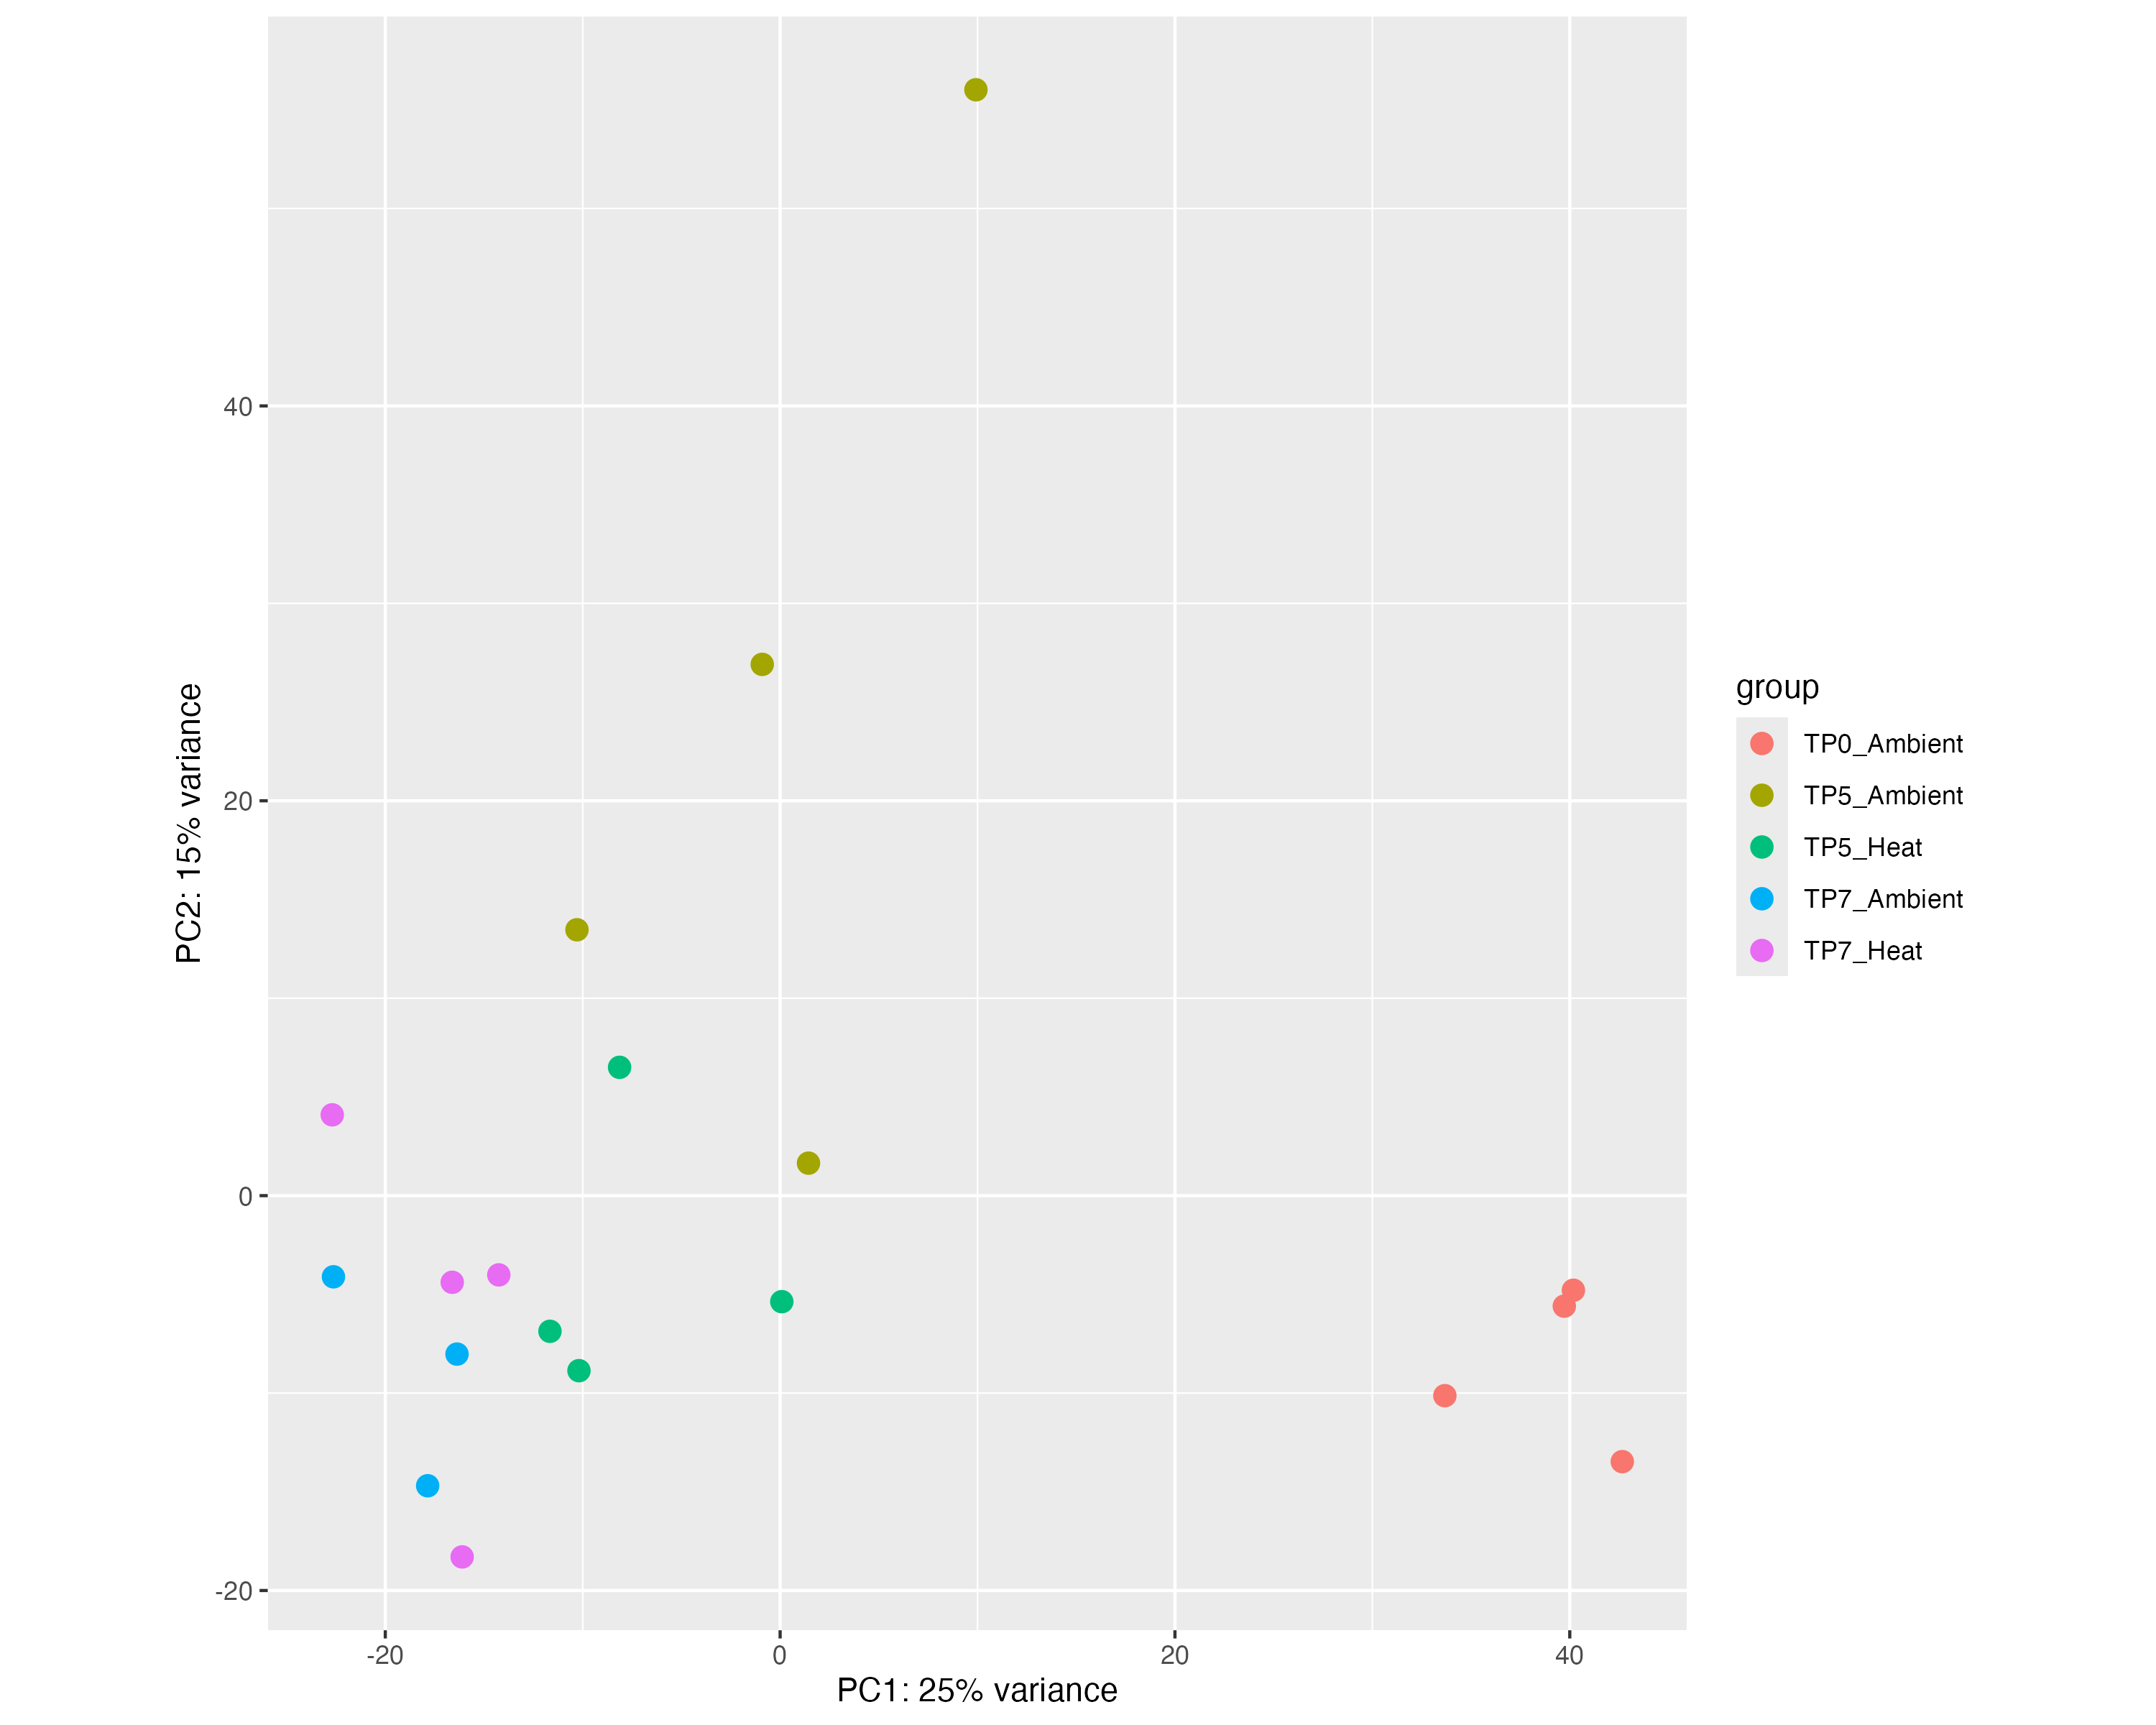 40
20
0
-20
PC2: 15% variance
-20
0
20
40
PC1: 25% variance
group
TP0_Ambient
TP5_Ambient
TP5_Heat
TP7_Ambient
TP7_Heat